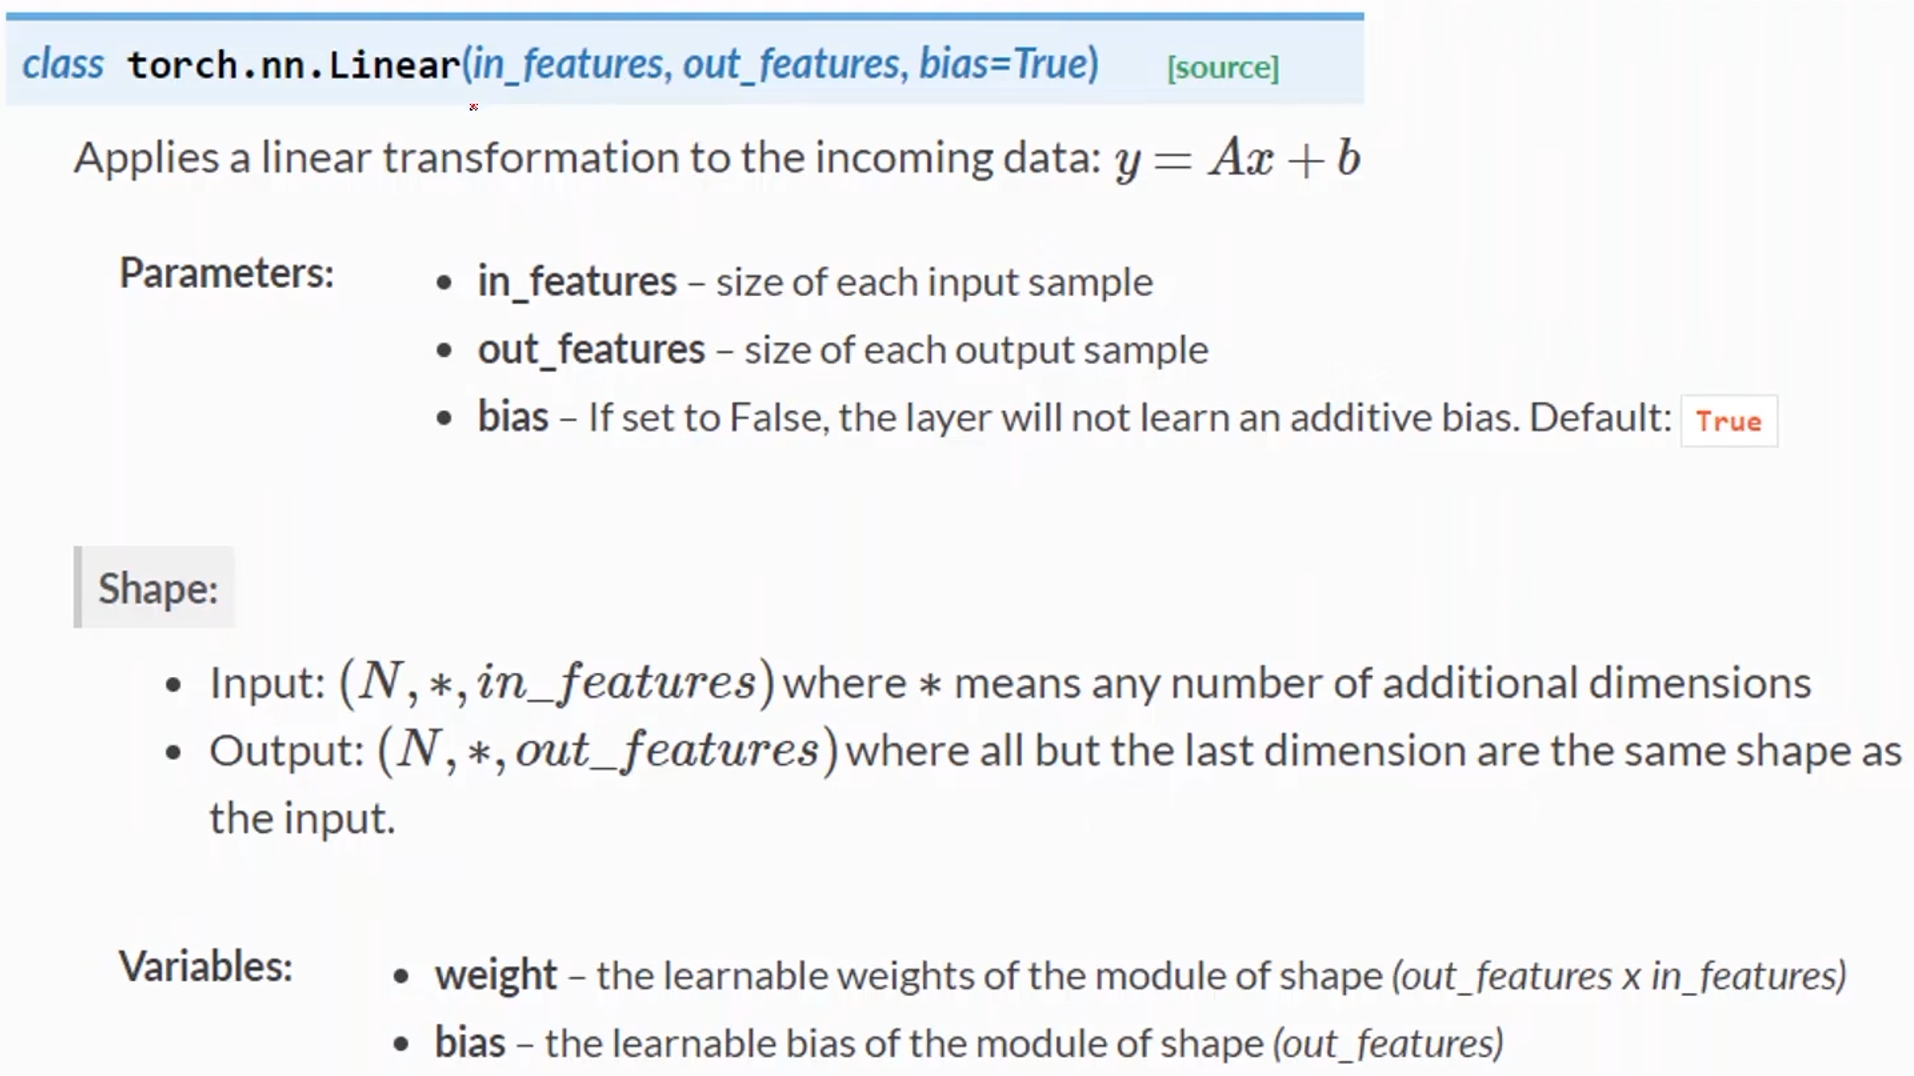 class torch.nn.Linear(in_features, out_features, bias=True) [source]
Applies a linear transformation to the incoming data: y = Ax + b
Parameters:
• in_features – size of each input sample
• out_features – size of each output sample
• bias – If set to False, the layer will not learn an additive bias. Default: True
Shape:
• Input: (N, *, in_features) where * means any number of additional dimensions
• Output: (N, *, out_features) where all but the last dimension are the same shape as
the input.
Variables:
• weight – the learnable weights of the module of shape (out_features x in_features)
• bias – the learnable bias of the module of shape (out_features)